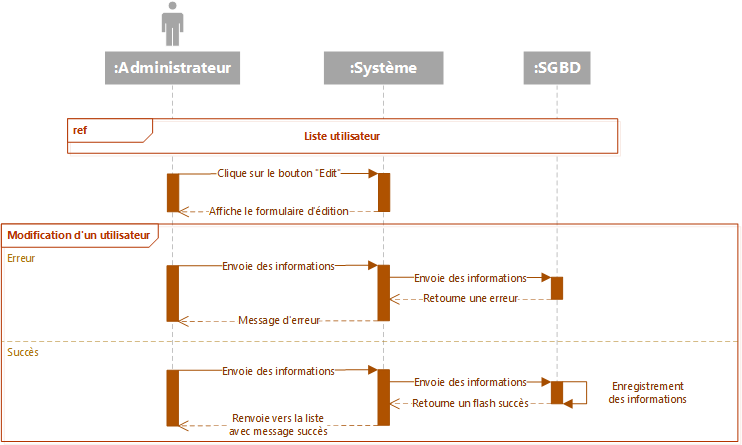 :Administrateur
:Système
:SGBD
ref
Liste utilisateur
Clique sur le bouton "Edit"
Affiche le formulaire d'édition
Modification d'un utilisateur
Erreur
Envoie des informations
Envoie des informations
Retourne une erreur
Message d'erreur
Succès
Envoie des informations
Envoie des informations
Enregistrement
des informations
Retourne un flash succès
Renvoie vers la liste
avec message succès